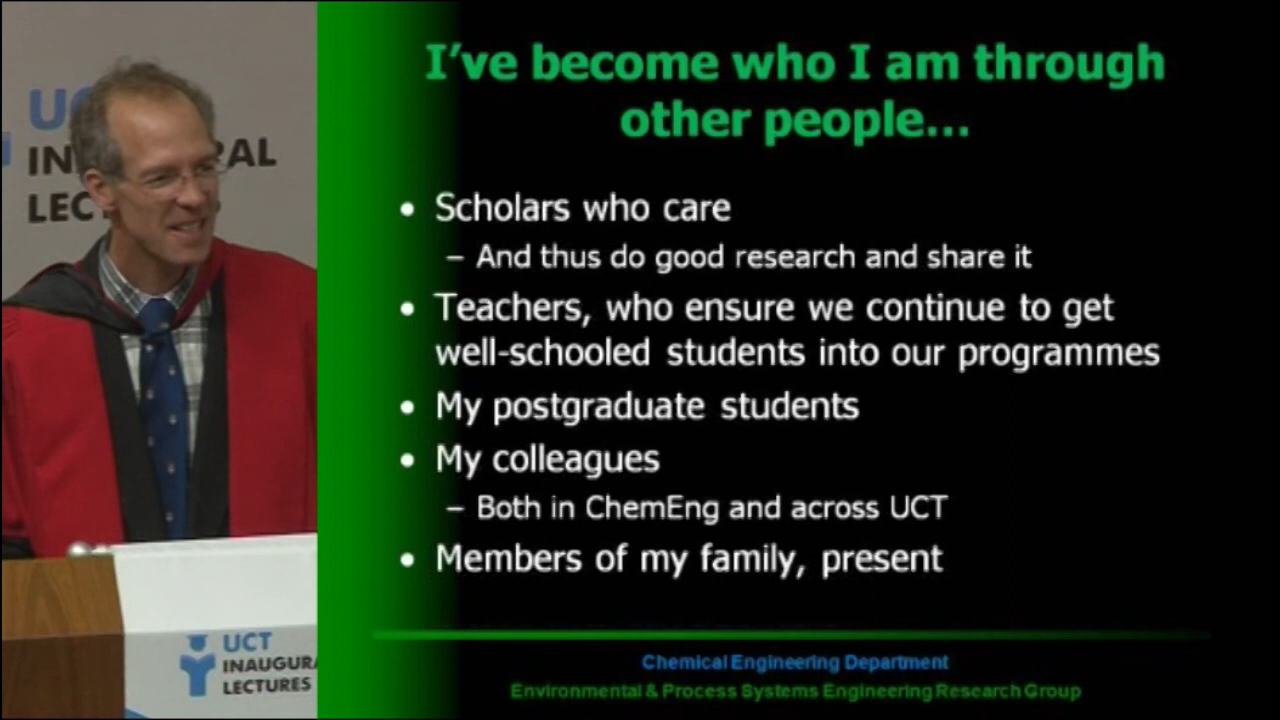 INAUGURAL
LECTURES
I've become who I am through
other people...
• Scholars who care
– And thus do good research and share it
• Teachers, who ensure we continue to get
well-schooled students into our programmes
• My postgraduate students
• My colleagues
– Both in ChemEng and across UCT
• Members of my family, present
Chemical Engineering Department
Environmental & Process Systems Engineering Research Group
UCT
INAUGURA
LECTURES